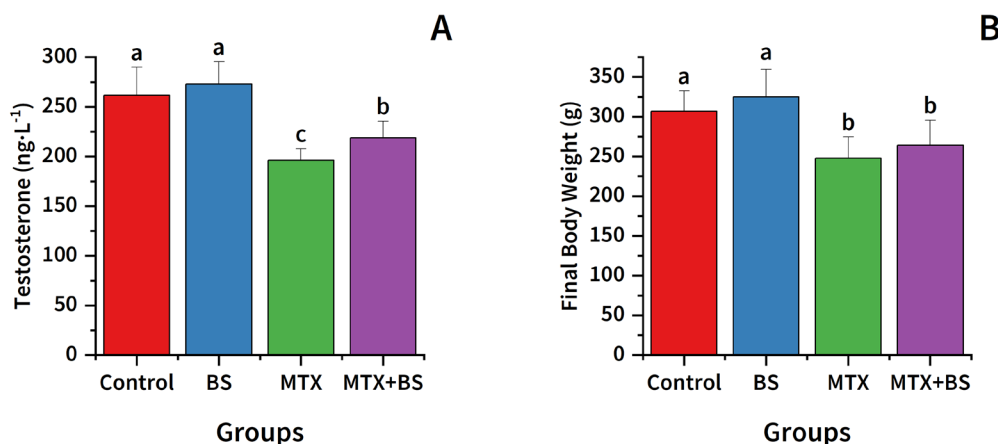 A
Testosterone (ng·L⁻¹)
300
250
200
150
100
50
0
a
a
c
b
Control BS MTX MTX+BS
Groups
B
Final Body Weight (g)
350
300
250
200
150
100
50
0
a
a
b
b
Control BS MTX MTX+BS
Groups